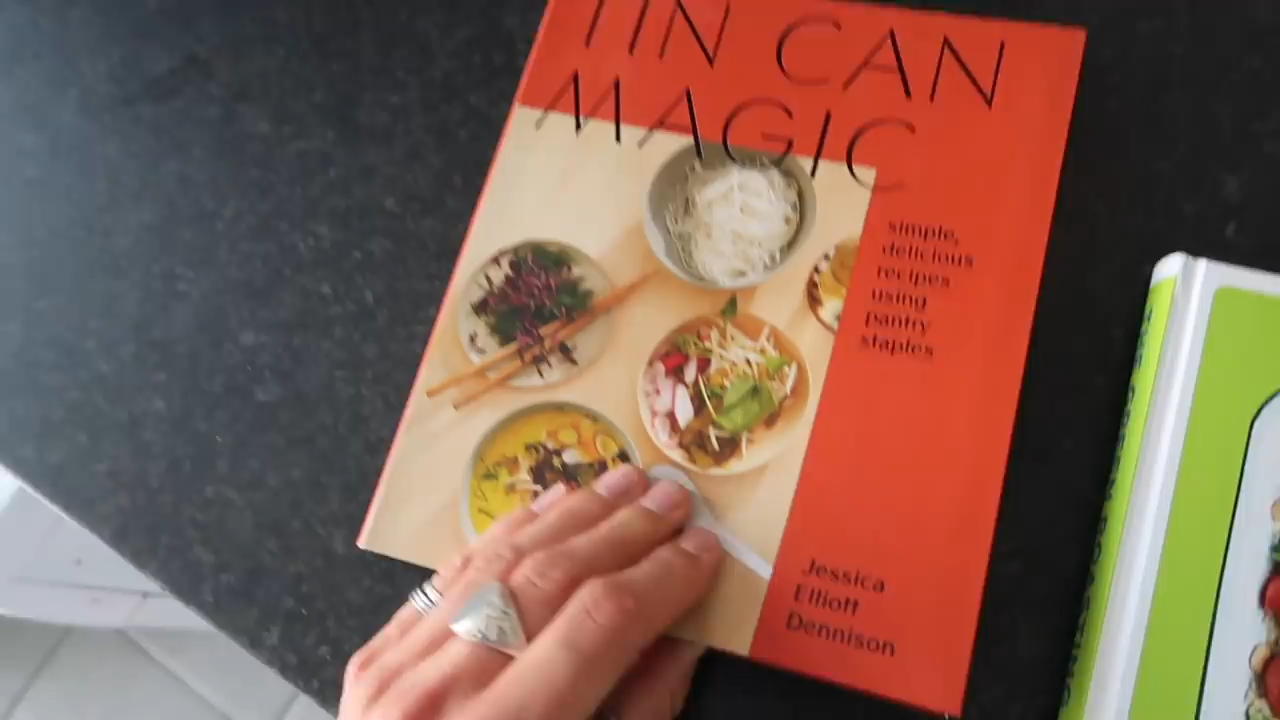 TIN CAN
MAGIC
simple,
delicious
recipes
using
pantry
staples
Jessica
Elliott
Dennison